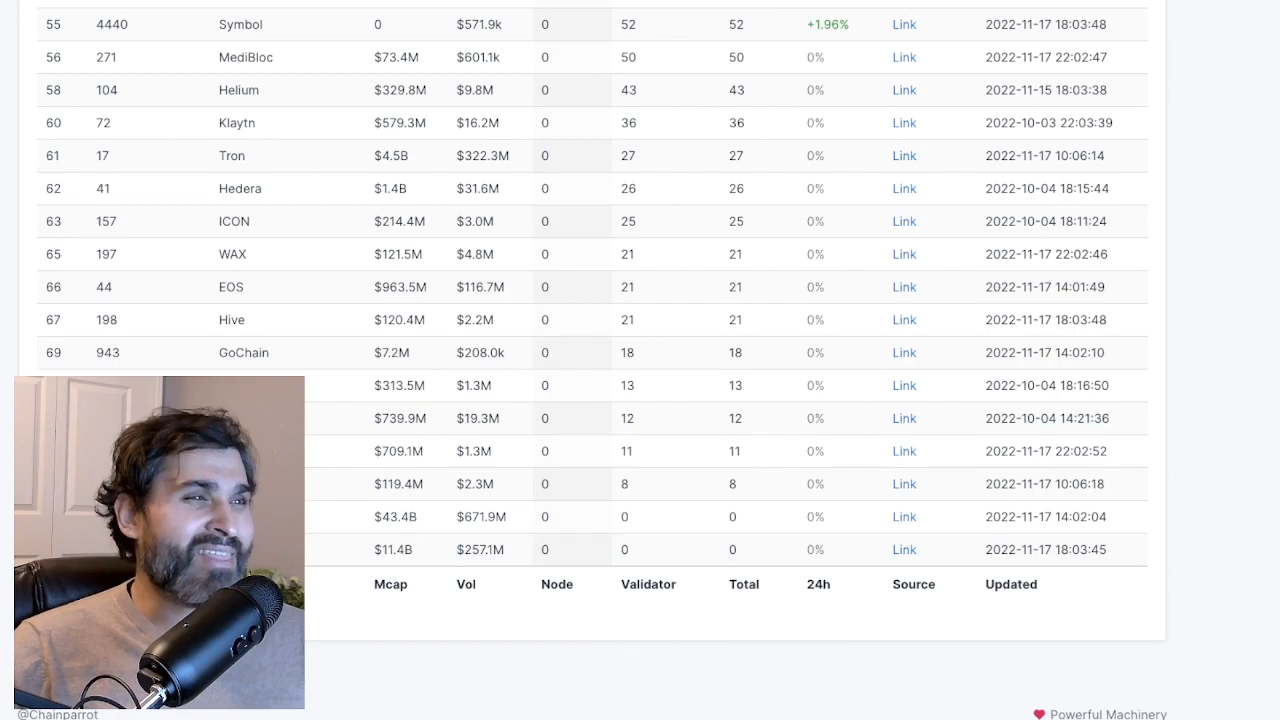 55 4440 Symbol 0 $571.9k 0 52 52 +1.96% Link 2022-11-17 18:03:48
56 271 MediBloc $73.4M $601.1k 0 50 50 0% Link 2022-11-17 22:02:47
58 104 Helium $329.8M $9.8M 0 43 43 0% Link 2022-11-15 18:03:38
60 72 Klaytn $579.3M $16.2M 0 36 36 0% Link 2022-10-03 22:03:39
61 17 Tron $4.5B $322.3M 0 27 27 0% Link 2022-11-17 10:06:14
62 41 Hedera $1.4B $31.6M 0 26 26 0% Link 2022-10-04 18:15:44
63 157 ICON $214.4M $3.0M 0 25 25 0% Link 2022-10-04 18:11:24
65 197 WAX $121.5M $4.8M 0 21 21 0% Link 2022-11-17 22:02:46
66 44 EOS $963.5M $116.7M 0 21 21 0% Link 2022-11-17 14:01:49
67 198 Hive $120.4M $2.2M 0 21 21 0% Link 2022-11-17 18:03:48
69 943 GoChain $7.2M $208.0k 0 18 18 0% Link 2022-11-17 14:02:10
$313.5M $1.3M 0 13 13 0% Link 2022-10-04 18:16:50
$739.9M $19.3M 0 12 12 0% Link 2022-10-04 14:21:36
$709.1M $1.3M 0 11 11 0% Link 2022-11-17 22:02:52
$119.4M $2.3M 0 8 8 0% Link 2022-11-17 10:06:18
$43.4B $671.9M 0 0 0 0% Link 2022-11-17 14:02:04
$11.4B $257.1M 0 0 0 0% Link 2022-11-17 18:03:45
Mcap Vol Node Validator Total 24h Source Updated
@Chainparrot Powerful Machinery